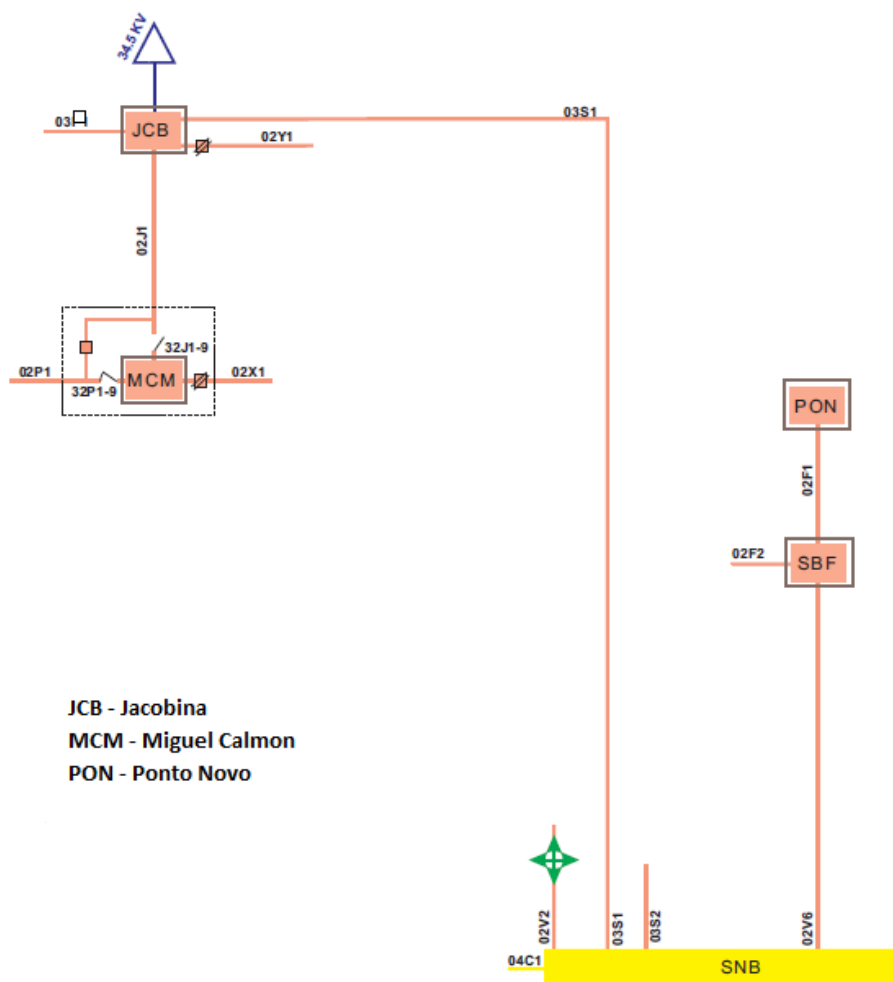 34.5 KV
03S1
JCB
02Y1
02J1
32J1-9
02P1
MCM
02X1
32P1-9
PON
02F1
02F2
SBF
JCB - Jacobina
MCM - Miguel Calmon
PON - Ponto Novo
02V2
03S1
03S2
02V6
04C1
SNB